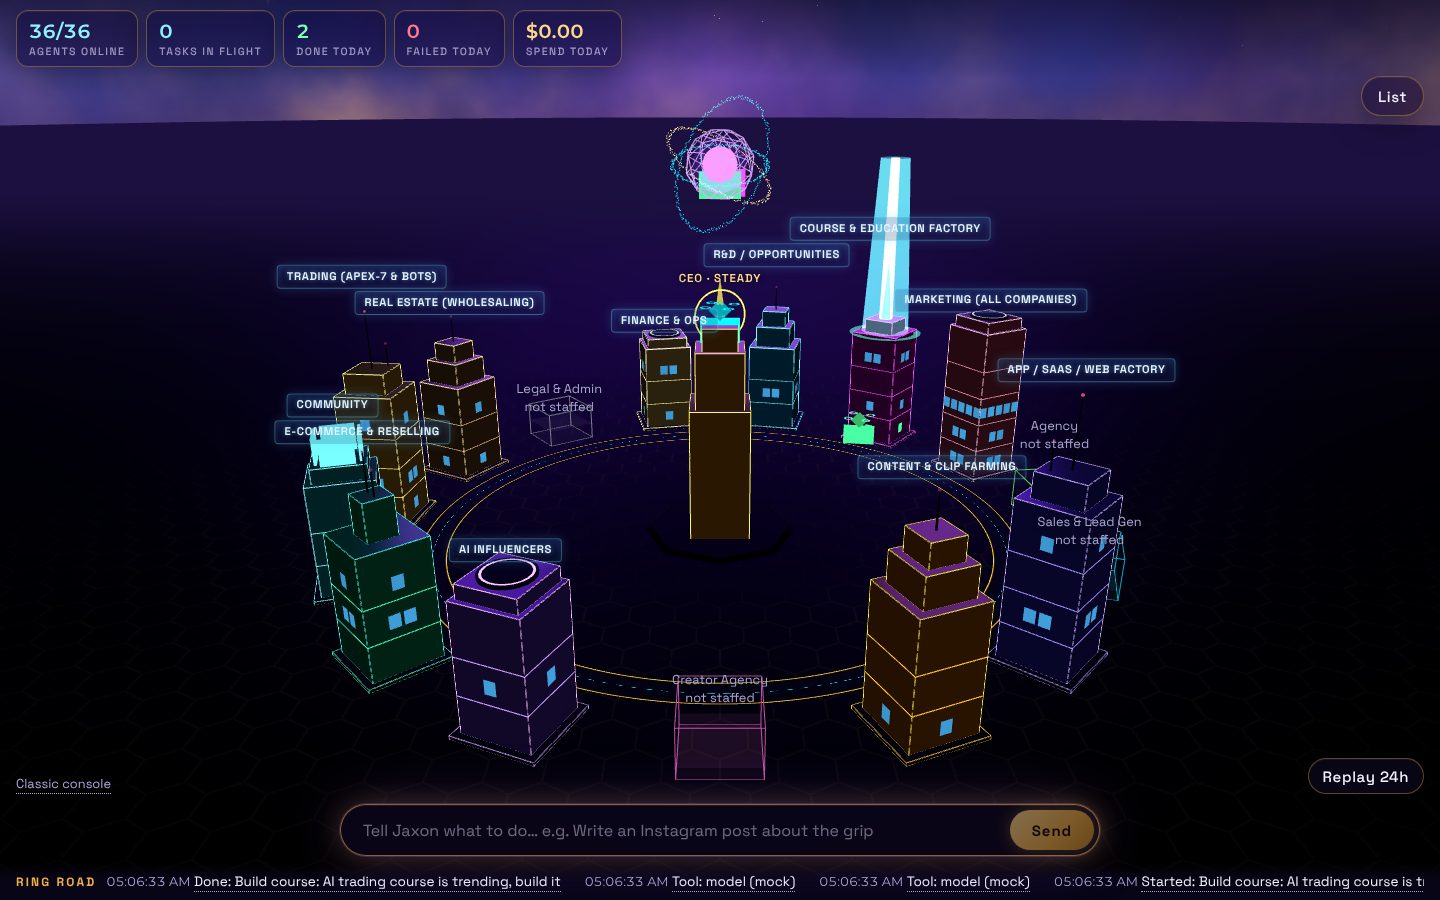 36/36
AGENTS ONLINE
0
TASKS IN FLIGHT
2
DONE TODAY
0
FAILED TODAY
$0.00
SPEND TODAY
List
COURSE & EDUCATION FACTORY
R&D / OPPORTUNITIES
TRADING (APEX-7 & BOTS)
CEO · STEADY
REAL ESTATE (WHOLESALING)
MARKETING (ALL COMPANIES)
FINANCE & OPS
APP / SAAS / WEB FACTORY
Legal & Admin
not staffed
COMMUNITY
E-COMMERCE & RESELLING
Agency
not staffed
CONTENT & CLIP FARMING
Sales & Lead Gen
not staffed
AI INFLUENCERS
Creator Agency
not staffed
Classic console
Replay 24h
Tell Jaxon what to do... e.g. Write an Instagram post about the grip
Send
RING ROAD 05:06:33 AM Done: Build course: AI trading course is trending, build it 05:06:33 AM Tool: model (mock) 05:06:33 AM Tool: model (mock) 05:06:33 AM Started: Build course: AI trading course is